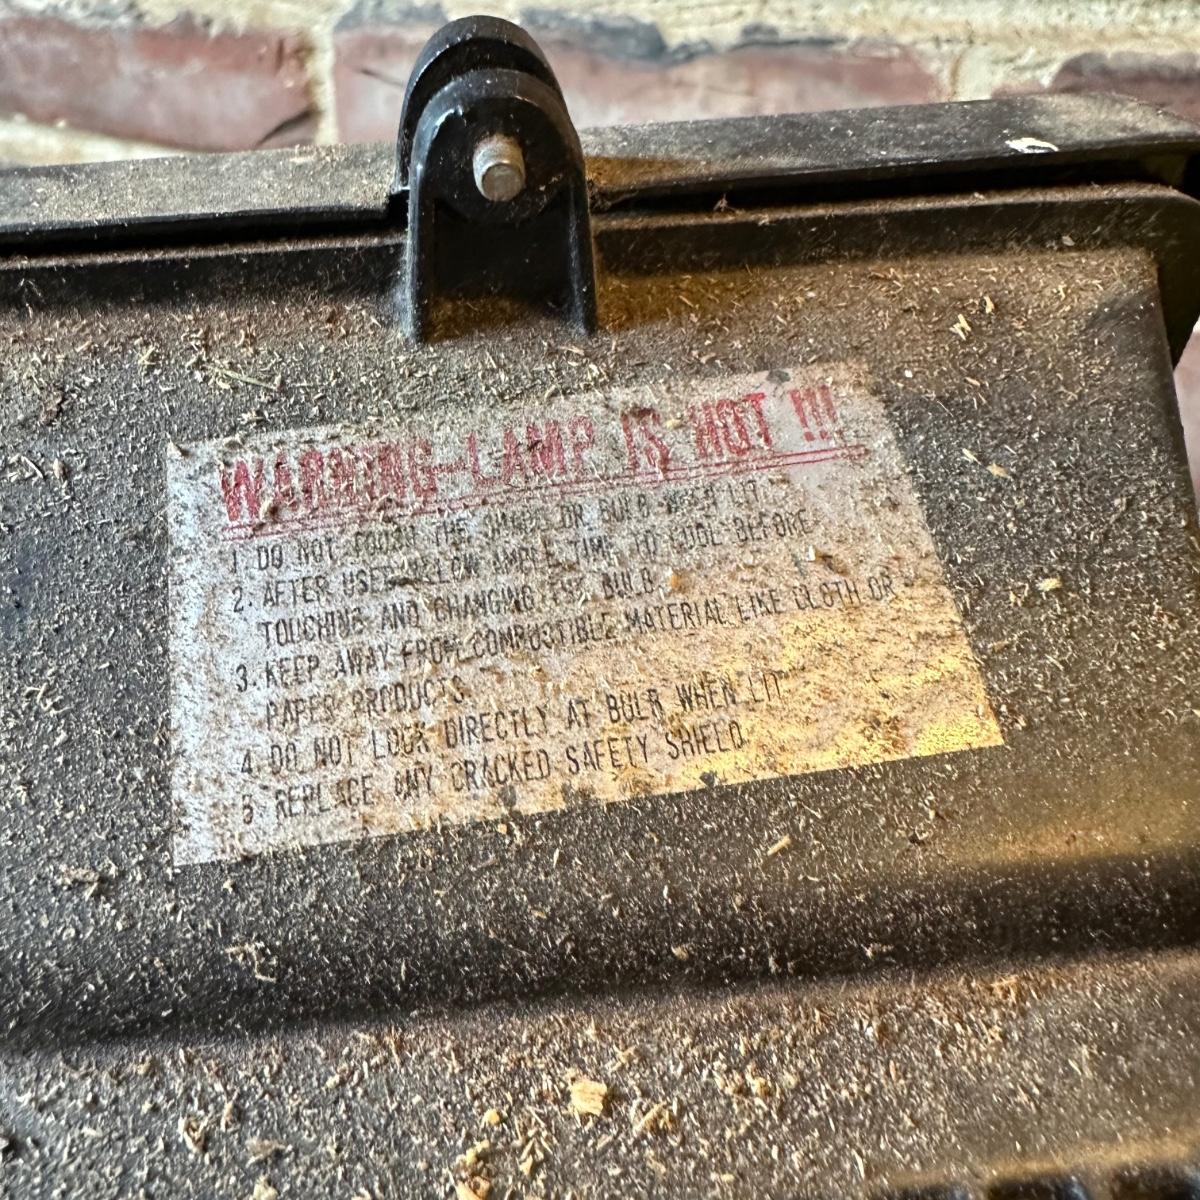 WARNING-LAMP IS HOT !!!
1. DO NOT TOUCH THE SHADE OR BULB WHEN LIT.
2. AFTER USE, ALLOW AMPLE TIME TO COOL BEFORE
TOUCHING AND CHANGING THE BULB.
3. KEEP AWAY FROM COMBUSTIBLE MATERIAL LIKE CLOTH OR
PAPER PRODUCTS.
4. DO NOT LOOK DIRECTLY AT BULB WHEN LIT
5. REPLACE ANY CRACKED SAFETY SHIELD